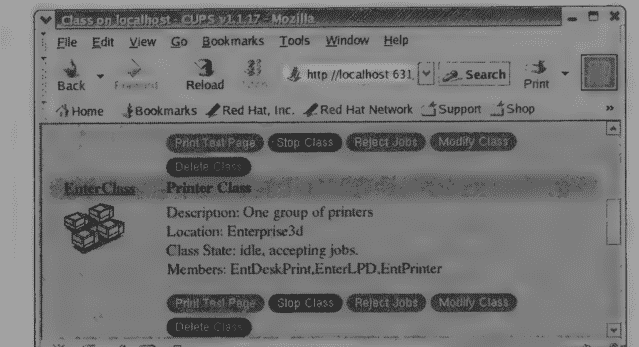 Class on localhost - CUPS v1.1.17 - Mozilla
File Edit View Go Bookmarks Tools Window Help
Back Forward Reload Stop http://localhost:631 Search Print
Home Bookmarks Red Hat, Inc. Red Hat Network Support Shop »
Print Test Page Stop Class Reject Jobs Modify Class
Delete Class
EnterClass Printer Class
Description: One group of printers
Location: Enterprise3d
Class State: idle, accepting jobs.
Members: EntDeskPrint,EnterLPD,EntPrinter
Print Test Page Stop Class Reject Jobs Modify Class
Delete Class